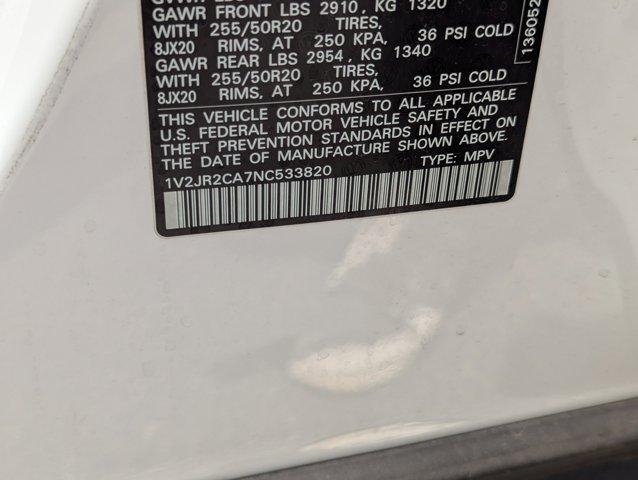 GAWR FRONT LBS 2910, KG 1320
WITH 255/50R20 TIRES,
8JX20 RIMS, AT 250 KPA, 36 PSI COLD
GAWR REAR LBS 2954, KG 1340
WITH 255/50R20 TIRES,
8JX20 RIMS, AT 250 KPA, 36 PSI COLD
THIS VEHICLE CONFORMS TO ALL APPLICABLE
U.S. FEDERAL MOTOR VEHICLE SAFETY AND
THEFT PREVENTION STANDARDS IN EFFECT ON
THE DATE OF MANUFACTURE SHOWN ABOVE.
1V2JR2CA7NC533820 TYPE: MPV
136052